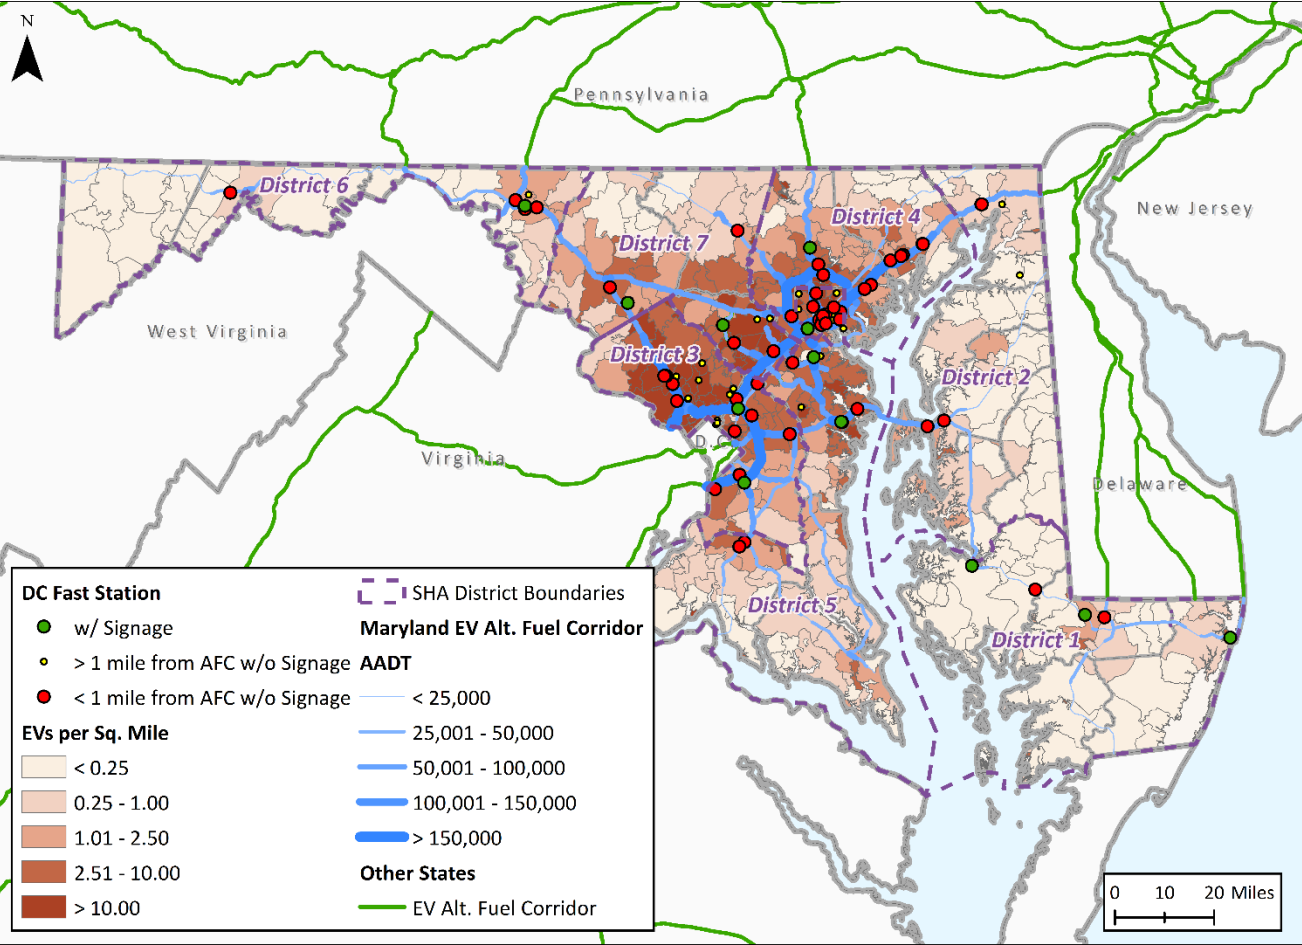 N
Pennsylvania
District 6
District 4
New Jersey
District 7
West Virginia
District 3
District 2
D.C.
Virginia
Delaware
District 5
District 1
DC Fast Station
w/ Signage
> 1 mile from AFC w/o Signage
< 1 mile from AFC w/o Signage
EVs per Sq. Mile
< 0.25
0.25 - 1.00
1.01 - 2.50
2.51 - 10.00
> 10.00
SHA District Boundaries
Maryland EV Alt. Fuel Corridor
AADT
< 25,000
25,001 - 50,000
50,001 - 100,000
100,001 - 150,000
> 150,000
Other States
EV Alt. Fuel Corridor
0 10 20 Miles